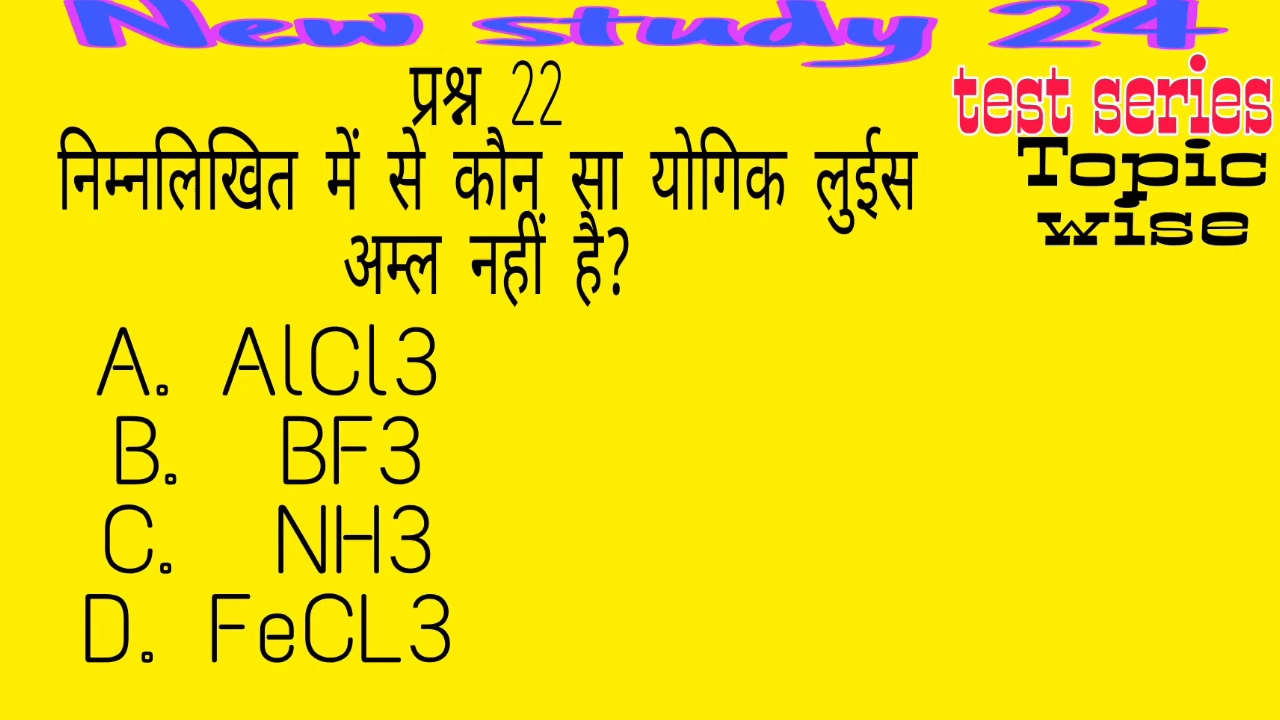 New study 24
test series
Topic
wise
प्रश्न 22
निम्नलिखित में से कौन सा योगिक लुईस
अम्ल नहीं है?
A. AlCl3
B. BF3
C. NH3
D. FeCL3